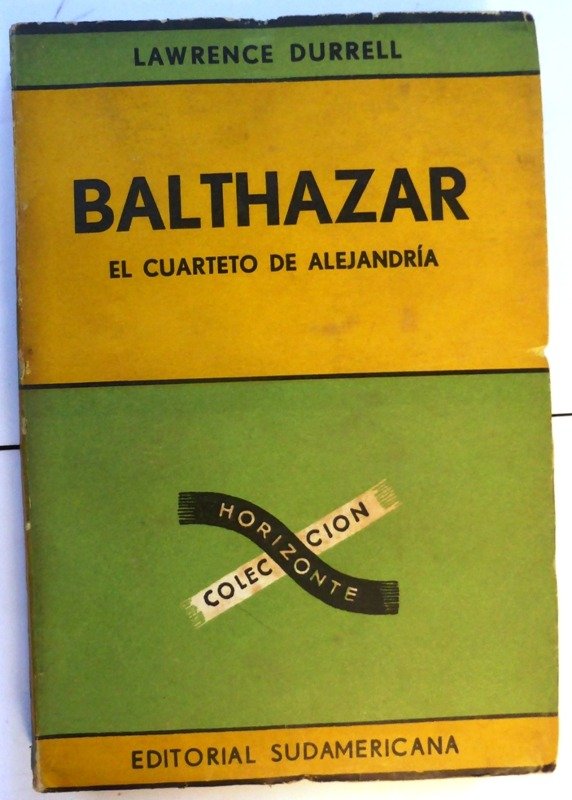 LAWRENCE DURRELL
BALTHAZAR
EL CUARTETO DE ALEJANDRÍA
HORIZONTE
COLECCION
EDITORIAL SUDAMERICANA